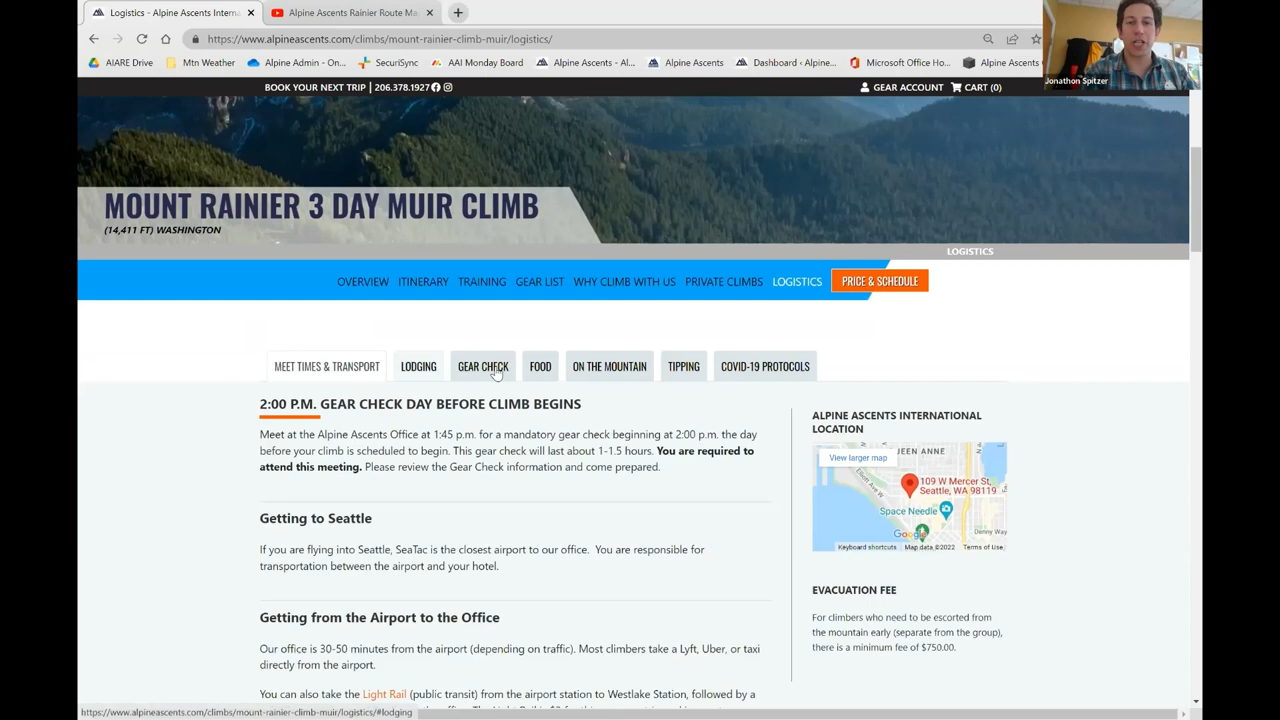 Logistics - Alpine Ascents Interna
Alpine Ascents Rainier Route Ma
https://www.alpineascents.com/climbs/mount-rainier-climb-muir/logistics/
AIARE Drive
Mtn Weather
Alpine Admin - On...
SecuriSync
AAI Monday Board
Alpine Ascents - Al...
Alpine Ascents
Dashboard ‹ Alpine...
Microsoft Office Ho...
Alpine Ascents
Jonathon Spitzer
BOOK YOUR NEXT TRIP | 206.378.1927
GEAR ACCOUNT
CART (0)
MOUNT RAINIER 3 DAY MUIR CLIMB
(14,411 FT) WASHINGTON
LOGISTICS
OVERVIEW ITINERARY TRAINING GEAR LIST WHY CLIMB WITH US PRIVATE CLIMBS LOGISTICS PRICE & SCHEDULE
MEET TIMES & TRANSPORT LODGING GEAR CHECK FOOD ON THE MOUNTAIN TIPPING COVID-19 PROTOCOLS
2:00 P.M. GEAR CHECK DAY BEFORE CLIMB BEGINS
Meet at the Alpine Ascents Office at 1:45 p.m. for a mandatory gear check beginning at 2:00 p.m. the day
before your climb is scheduled to begin. This gear check will last about 1-1.5 hours. You are required to
attend this meeting. Please review the Gear Check information and come prepared.
Getting to Seattle
If you are flying into Seattle, SeaTac is the closest airport to our office. You are responsible for
transportation between the airport and your hotel.
Getting from the Airport to the Office
Our office is 30-50 minutes from the airport (depending on traffic). Most climbers take a Lyft, Uber, or taxi
directly from the airport.
You can also take the Light Rail (public transit) from the airport station to Westlake Station, followed by a
ALPINE ASCENTS INTERNATIONAL
LOCATION
View larger map
UEEN ANNE
109 W Mercer St,
Seattle, WA 98119
Elliott Ave W
Space Needle
Denny Way
Google
Keyboard shortcuts Map data ©2022 Terms of Use
EVACUATION FEE
For climbers who need to be escorted from
the mountain early (separate from the group),
there is a minimum fee of $750.00.
https://www.alpineascents.com/climbs/mount-rainier-climb-muir/logistics/#lodging